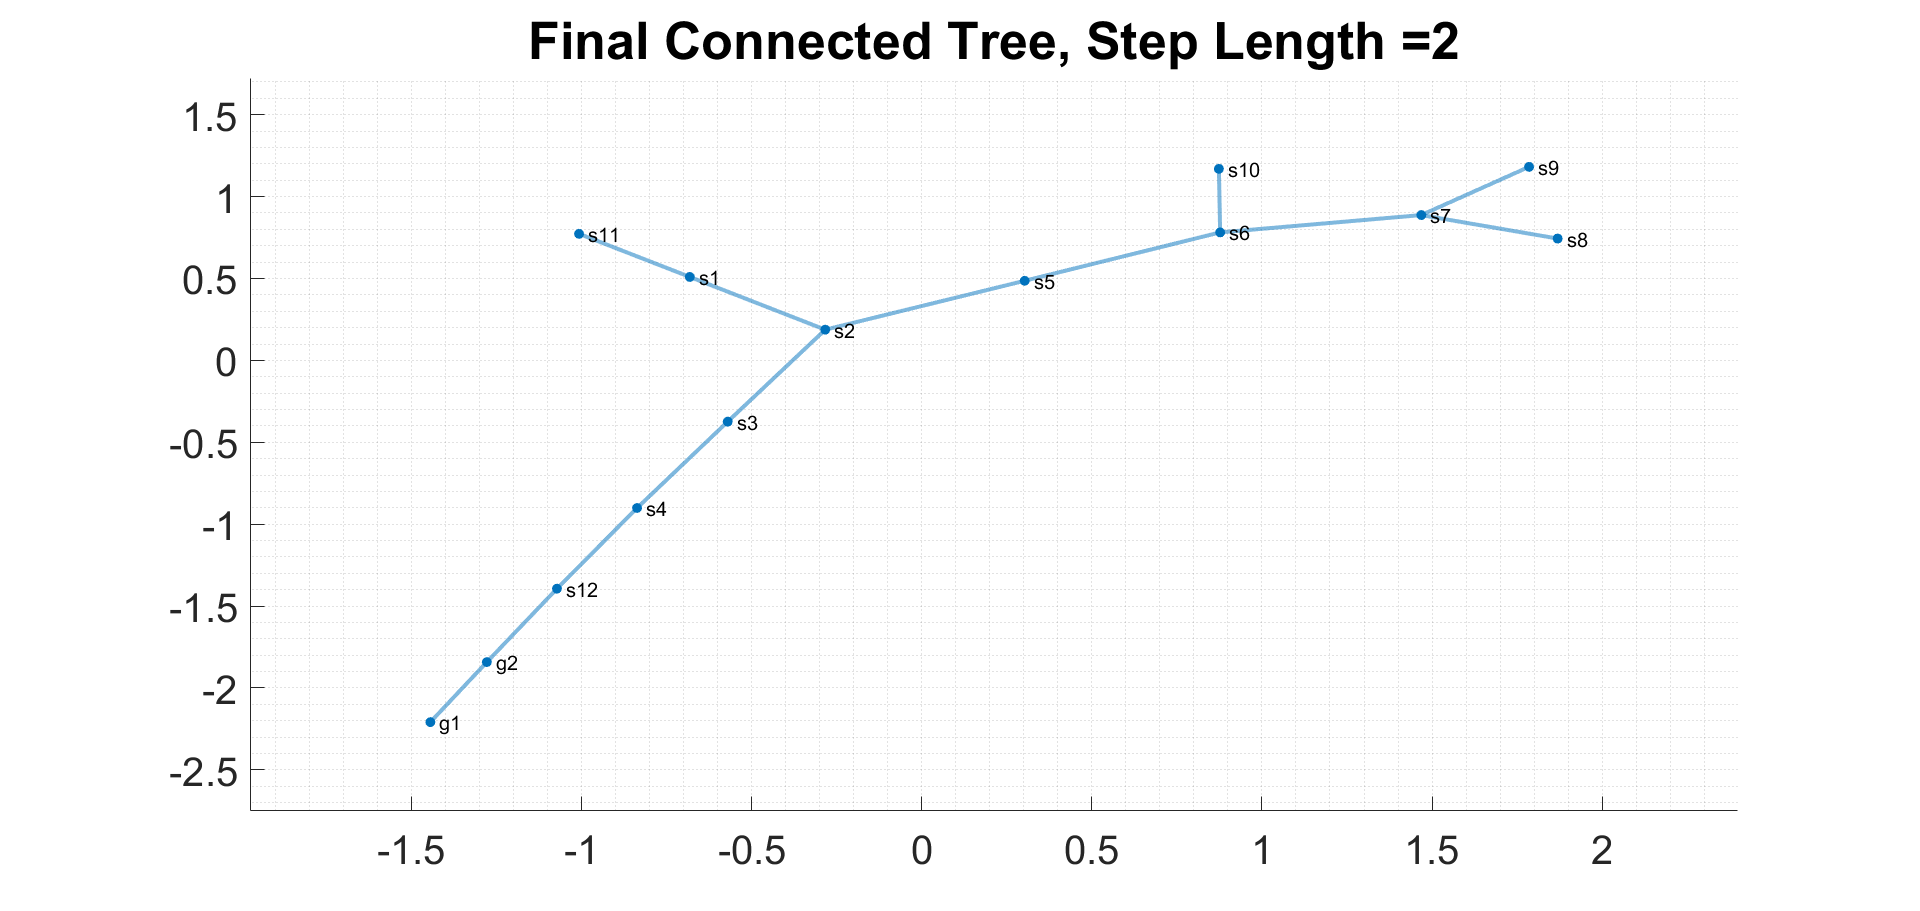 Final Connected Tree, Step Length =2
1.5
1
0.5
0
-0.5
-1
-1.5
-2
-2.5
s10
s9
s11
s6
s7
s8
s1
s5
s2
s3
s4
s12
g2
g1
-1.5 -1 -0.5 0 0.5 1 1.5 2